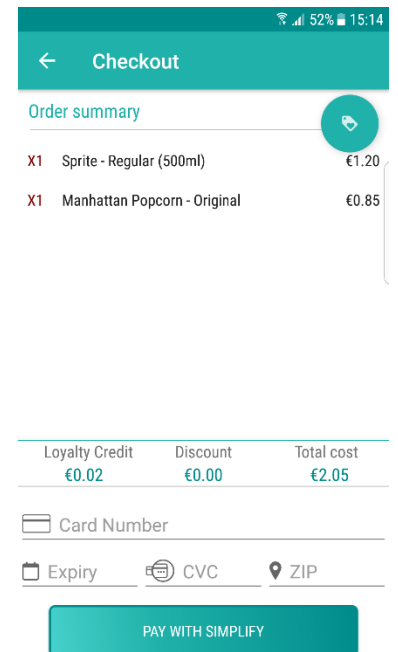 52% 15:14
Checkout
Order summary
X1 Sprite - Regular (500ml) €1.20
X1 Manhattan Popcorn - Original €0.85
Loyalty Credit Discount Total cost
€0.02 €0.00 €2.05
Card Number
Expiry CVC ZIP
PAY WITH SIMPLIFY